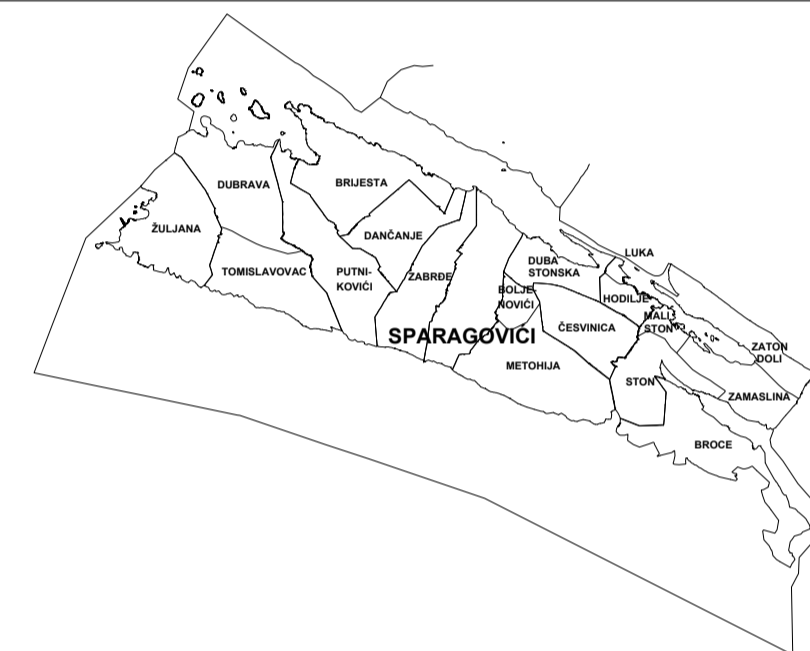 BRIJESTA
DUBRAVA
ŽULJANA
DANČANJE
TOMISLAVOVAC
PUTNI-
KOVIĆI
ZABRĐE
LUKA
DUBA
STONSKA
BOLJE-
NOVIĆI
HODILJE
MALI
STON
ČESVINICA
SPARAGOVIĆI
ZATON
DOLI
METOHIJA
STON
ZAMASLINA
BROCE